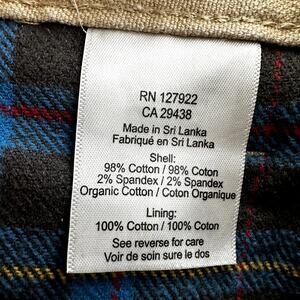 RN 127922
CA 29438
Made in Sri Lanka
Fabriqué en Sri Lanka
Shell:
98% Cotton / 98% Coton
2% Spandex / 2% Spandex
Organic Cotton / Coton Organique
Lining:
100% Cotton / 100% Coton
See reverse for care
Voir de soin sure le dos